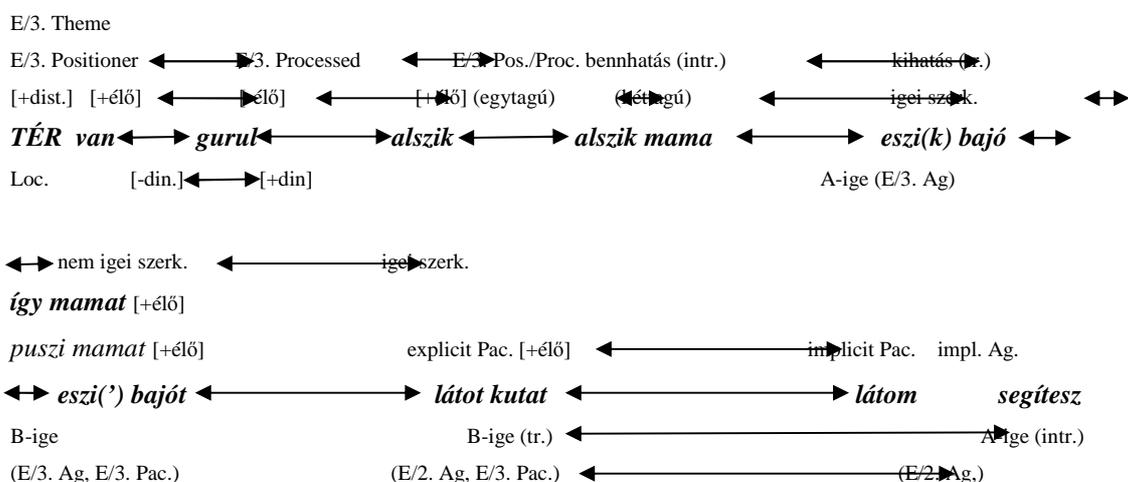 E/3. Theme
E/3. Positioner E/3. Processed E/3. Pos./Proc. bennhatás (intr.) kihatás (tr.)
[+dist.] [+élő] [-élő] [+élő] (egytagú) (kéttagú) igei szerk.
TÉR van gurul alszik alszik mama eszi(k) bajó
Loc. [-din.] [+din] A-ige (E/3. Ag)
nem igei szerk. igei szerk.
így mamat [+élő]
puszi mamat [+élő] explicit Pac. [+élő] implicit Pac. impl. Ag.
eszi(’) bajót látot kutat látom segítesz
B-ige B-ige (tr.) A-ige (intr.)
(E/3. Ag, E/3. Pac.) (E/2. Ag, E/3. Pac.) (E/2. Ag,)